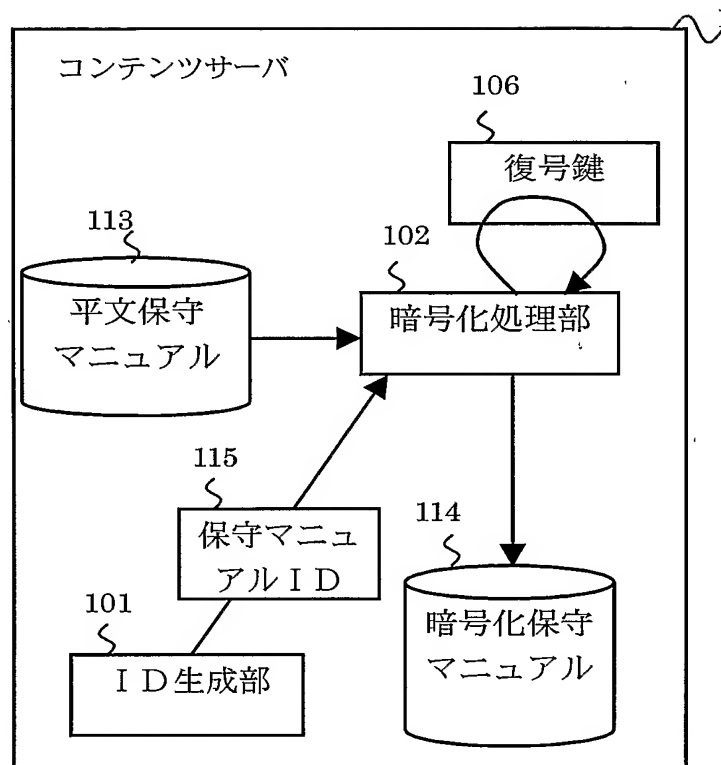 コンテンツサーバ
106
復号鍵
113
102
平文保守
マニュアル
暗号化処理部
115
保守マニュ
アルＩＤ
114
101
暗号化保守
マニュアル
ＩＤ生成部